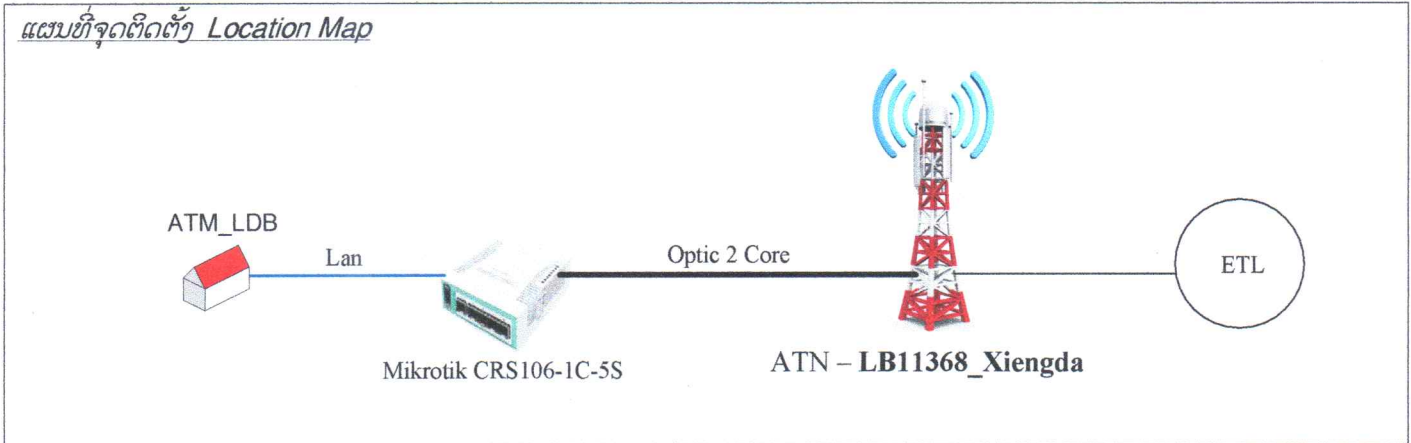 ແຜນທີ່ຈຸດຕິດຕັ້ງ Location Map
ATM_LDB
Lan
Optic 2 Core
ETL
Mikrotik CRS106-1C-5S
ATN – LB11368_Xiengda